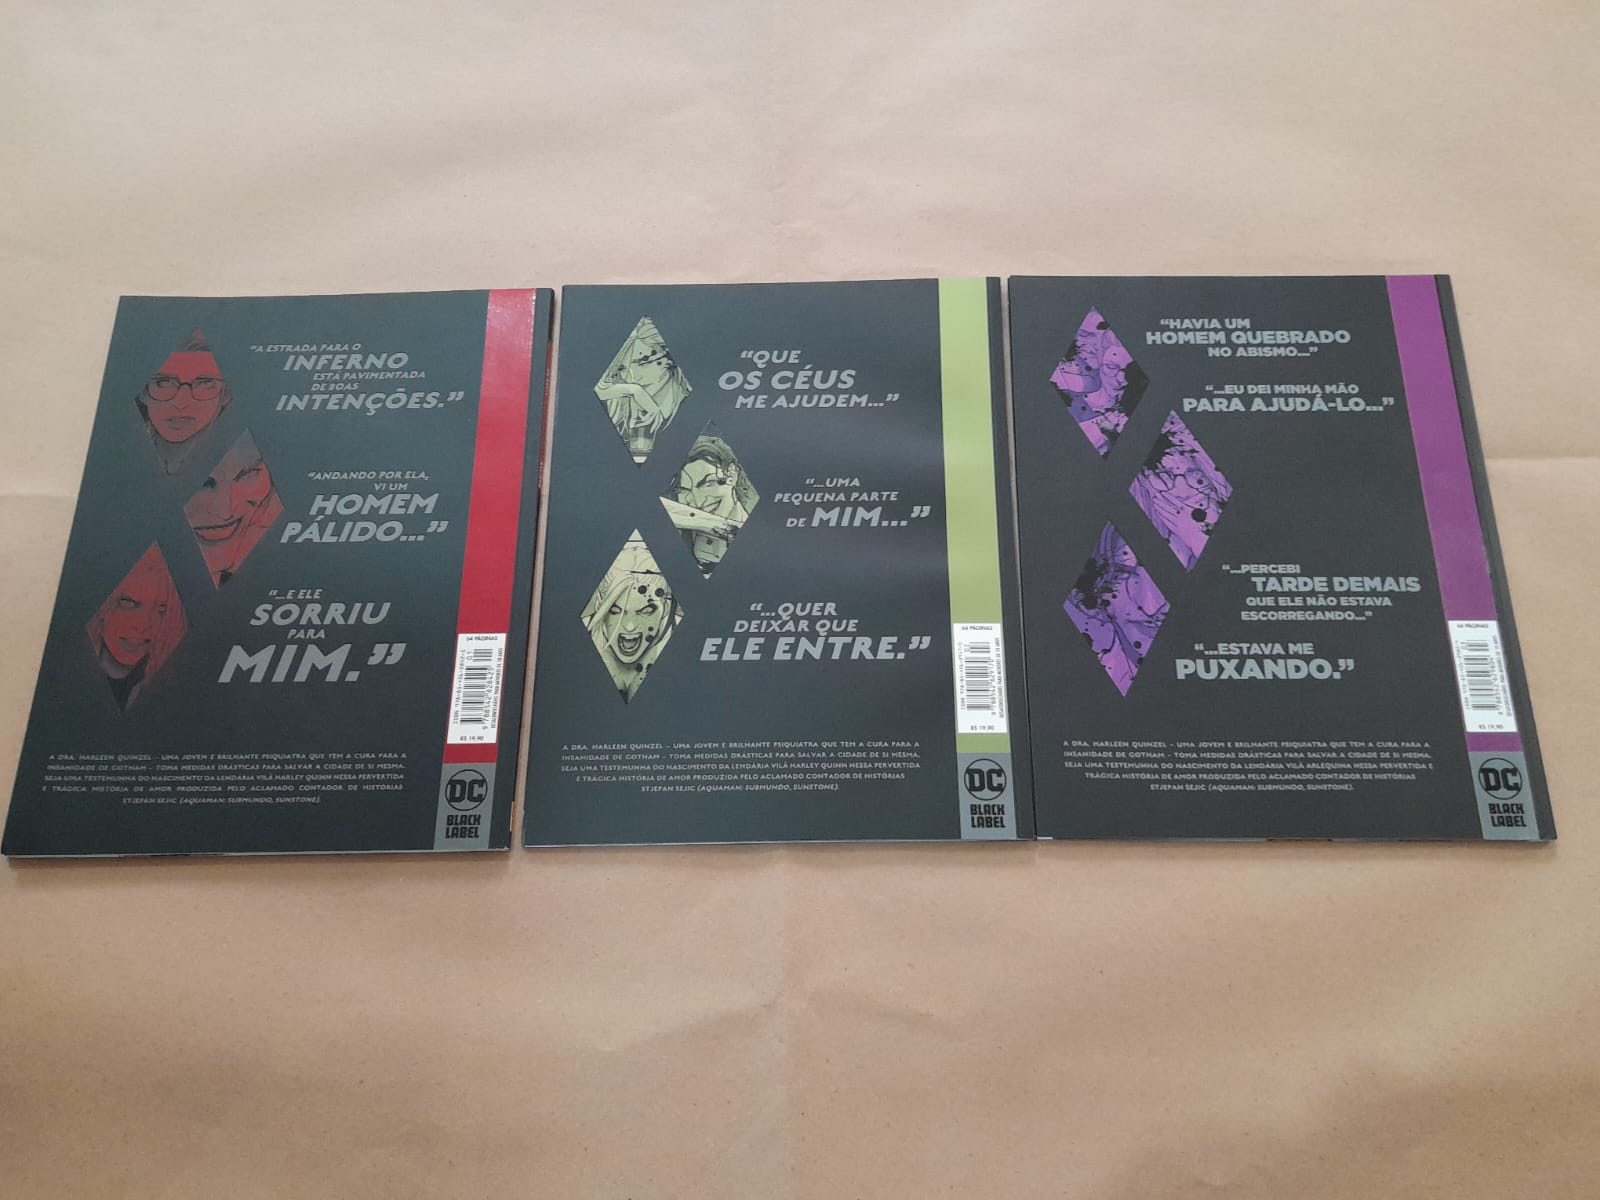 “A ESTRADA PARA O
INFERNO
ESTÁ PAVIMENTADA
DE BOAS
INTENÇÕES.”
“ANDANDO POR ELA,
VI UM
HOMEM
PÁLIDO...”
“...E ELE
SORRIU
PARA
MIM.”
64 PÁGINAS
01
R$ 19,90
A DRA. HARLEEN QUINZEL – UMA JOVEM E BRILHANTE PSIQUIATRA QUE TEM A CURA PARA A
INSANIDADE DE GOTHAM – TOMA MEDIDAS DRÁSTICAS PARA SALVAR A CIDADE DE SI MESMA.
SEJA UMA TESTEMUNHA DO NASCIMENTO DA LENDÁRIA VILÃ HARLEY QUINN NESSA PERVERTIDA
E TRÁGICA HISTÓRIA DE AMOR PRODUZIDA PELO ACLAMADO CONTADOR DE HISTÓRIAS
STJEPAN SEJIC (AQUAMAN: SUBMUNDO, SUNSTONE).
DC
BLACK
LABEL
“QUE
OS CÉUS
ME AJUDEM...”
“...UMA
PEQUENA PARTE
DE MIM...”
“...QUER
DEIXAR QUE
ELE ENTRE.”
64 PÁGINAS
02
R$ 19,90
A DRA. HARLEEN QUINZEL – UMA JOVEM E BRILHANTE PSIQUIATRA QUE TEM A CURA PARA A
INSANIDADE DE GOTHAM – TOMA MEDIDAS DRÁSTICAS PARA SALVAR A CIDADE DE SI MESMA.
SEJA UMA TESTEMUNHA DO NASCIMENTO DA LENDÁRIA VILÃ HARLEY QUINN NESSA PERVERTIDA
E TRÁGICA HISTÓRIA DE AMOR PRODUZIDA PELO ACLAMADO CONTADOR DE HISTÓRIAS
STJEPAN SEJIC (AQUAMAN: SUBMUNDO, SUNSTONE).
DC
BLACK
LABEL
“HAVIA UM
HOMEM QUEBRADO
NO ABISMO...”
“...EU DEI MINHA MÃO
PARA AJUDÁ-LO...”
“...PERCEBI
TARDE DEMAIS
QUE ELE NÃO ESTAVA
ESCORREGANDO...”
“...ESTAVA ME
PUXANDO.”
64 PÁGINAS
R$ 19,90
A DRA. HARLEEN QUINZEL – UMA JOVEM E BRILHANTE PSIQUIATRA QUE TEM A CURA PARA A
INSANIDADE DE GOTHAM – TOMA MEDIDAS DRÁSTICAS PARA SALVAR A CIDADE DE SI MESMA.
SEJA UMA TESTEMUNHA DO NASCIMENTO DA LENDÁRIA VILÃ ARLEQUINA NESSA PERVERTIDA E
TRÁGICA HISTÓRIA DE AMOR PRODUZIDA PELO ACLAMADO CONTADOR DE HISTÓRIAS
STJEPAN SEJIC (AQUAMAN: SUBMUNDO, SUNSTONE).
DC
BLACK
LABEL